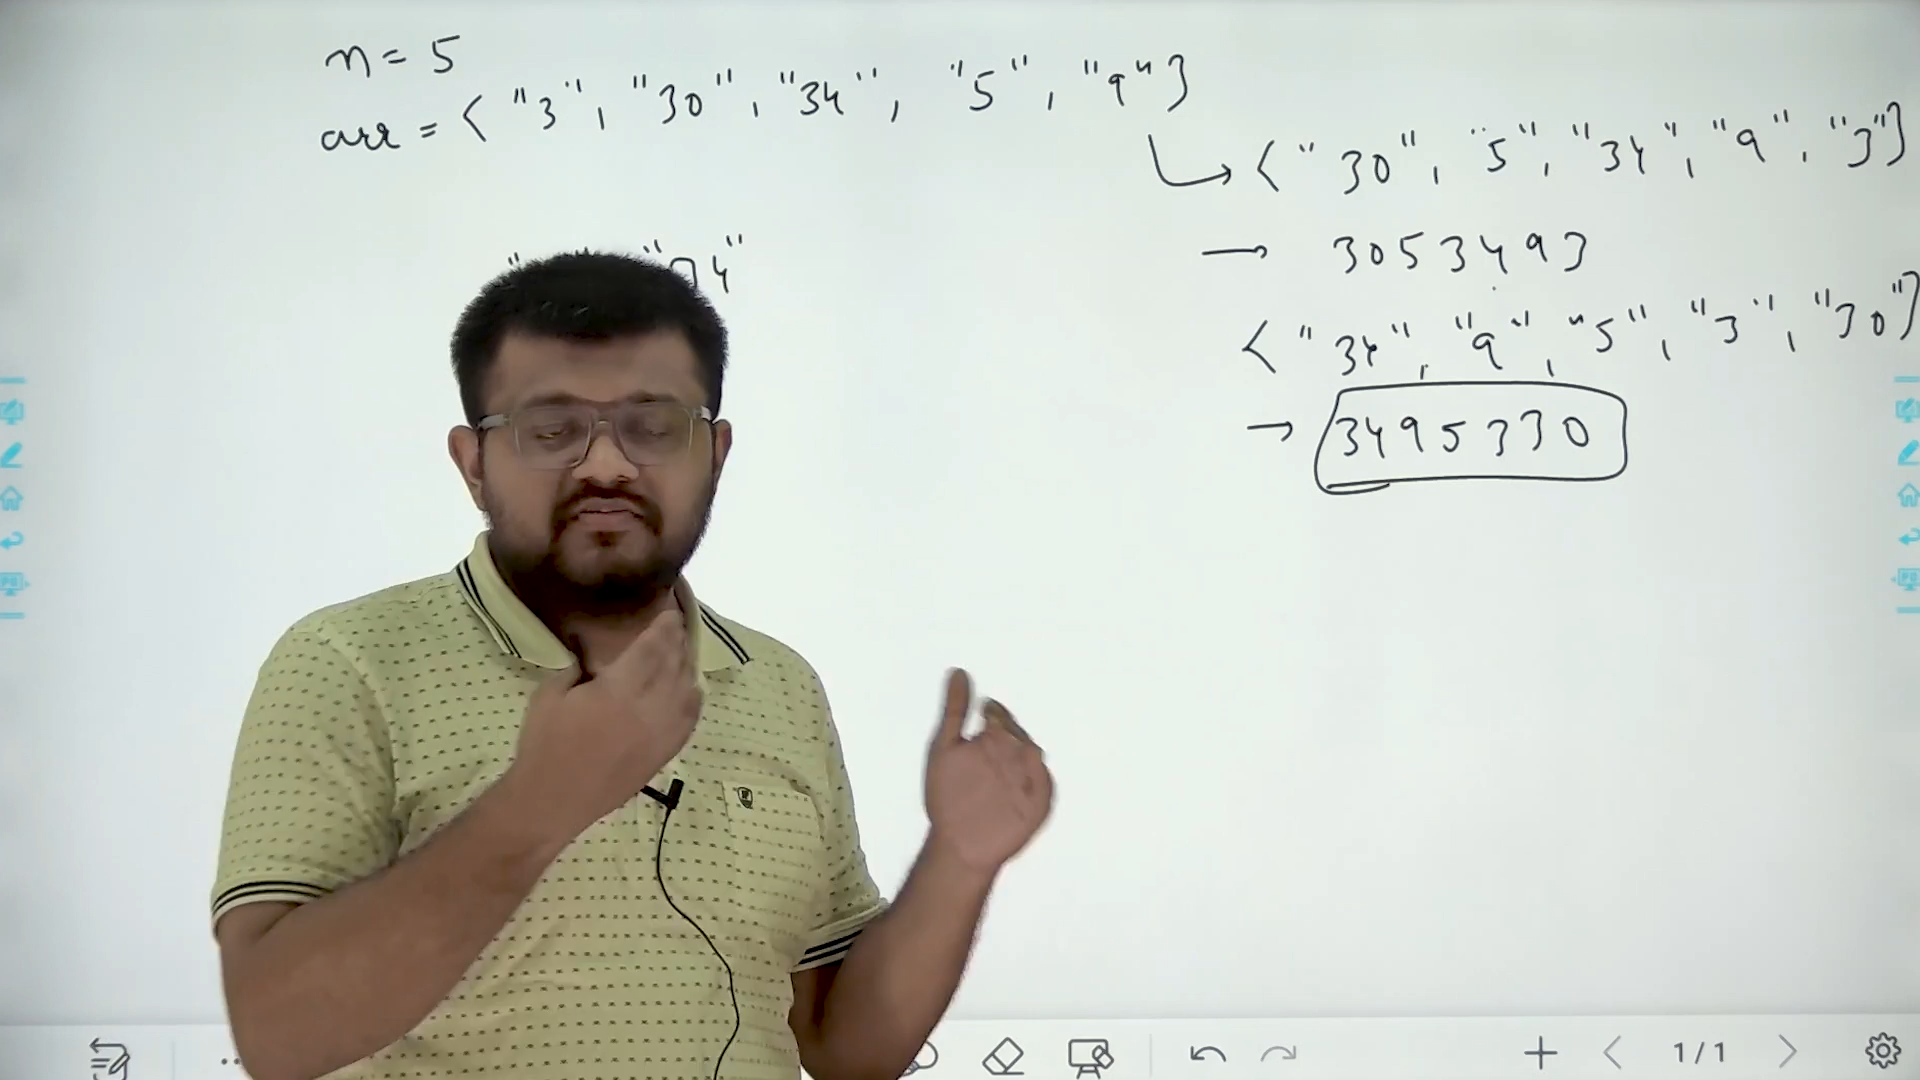 n = 5
arr = { "3", "30", "34", "5", "9" }
{ "30", "5", "34", "9", "3" }
→ 3053493
{ "34", "9", "5", "3", "30" }
→ 3495330
1/1